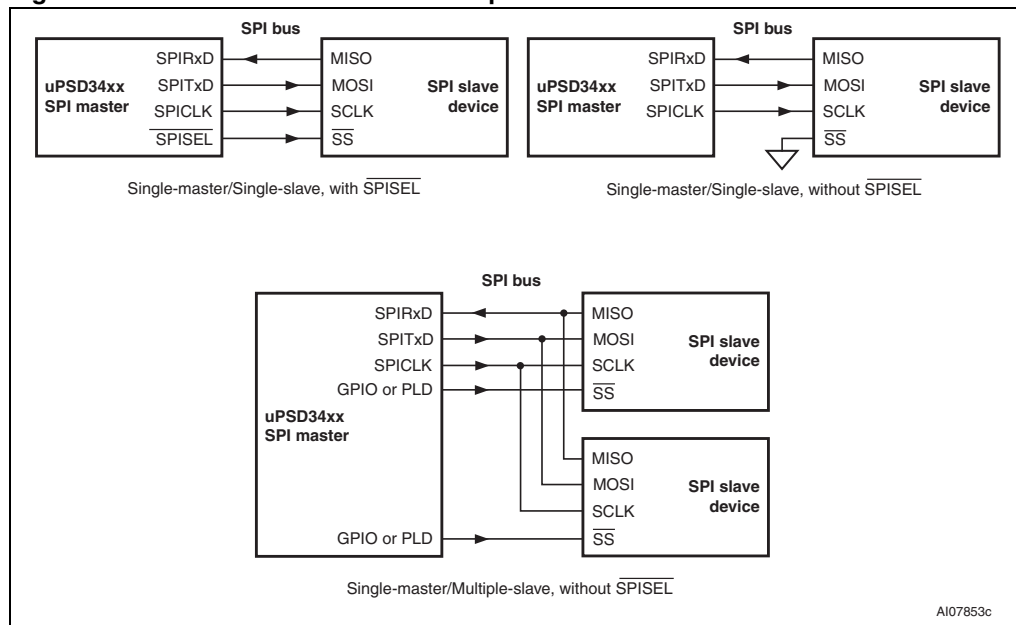 SPI bus
uPSD34xx
SPI master
SPIRxD
SPITxD
SPICLK
SPISEL
MISO
MOSI
SCLK
SS
SPI slave
device
Single-master/Single-slave, with SPISEL
SPI bus
uPSD34xx
SPI master
SPIRxD
SPITxD
SPICLK
MISO
MOSI
SCLK
SS
SPI slave
device
Single-master/Single-slave, without SPISEL
SPI bus
SPIRxD
SPITxD
SPICLK
GPIO or PLD
uPSD34xx
SPI master
GPIO or PLD
MISO
MOSI
SCLK
SS
SPI slave
device
MISO
MOSI
SCLK
SS
SPI slave
device
Single-master/Multiple-slave, without SPISEL
AI07853c